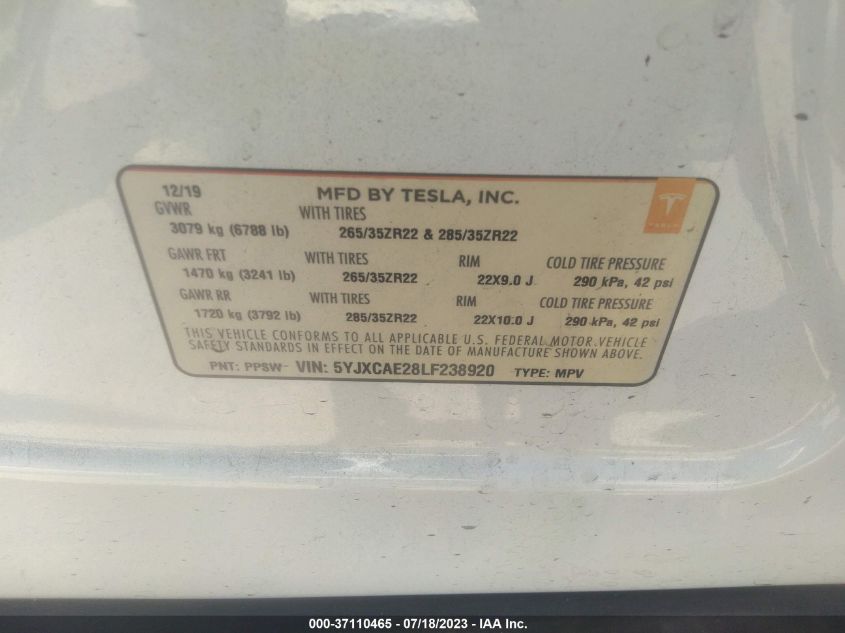 12/19 MFD BY TESLA, INC.
GVWR WITH TIRES
3079 kg (6788 lb) 265/35ZR22 & 285/35ZR22
GAWR FRT WITH TIRES RIM COLD TIRE PRESSURE
1470 kg (3241 lb) 265/35ZR22 22X9.0 J 290 kPa, 42 psi
GAWR RR WITH TIRES RIM COLD TIRE PRESSURE
1720 kg (3792 lb) 285/35ZR22 22X10.0 J 290 kPa, 42 psi
THIS VEHICLE CONFORMS TO ALL APPLICABLE U.S. FEDERAL MOTOR VEHICLE
SAFETY STANDARDS IN EFFECT ON THE DATE OF MANUFACTURE SHOWN ABOVE.
PNT: PPSW VIN: 5YJXCAE28LF238920 TYPE: MPV
TESLA
000-37110465 - 07/18/2023 - IAA Inc.